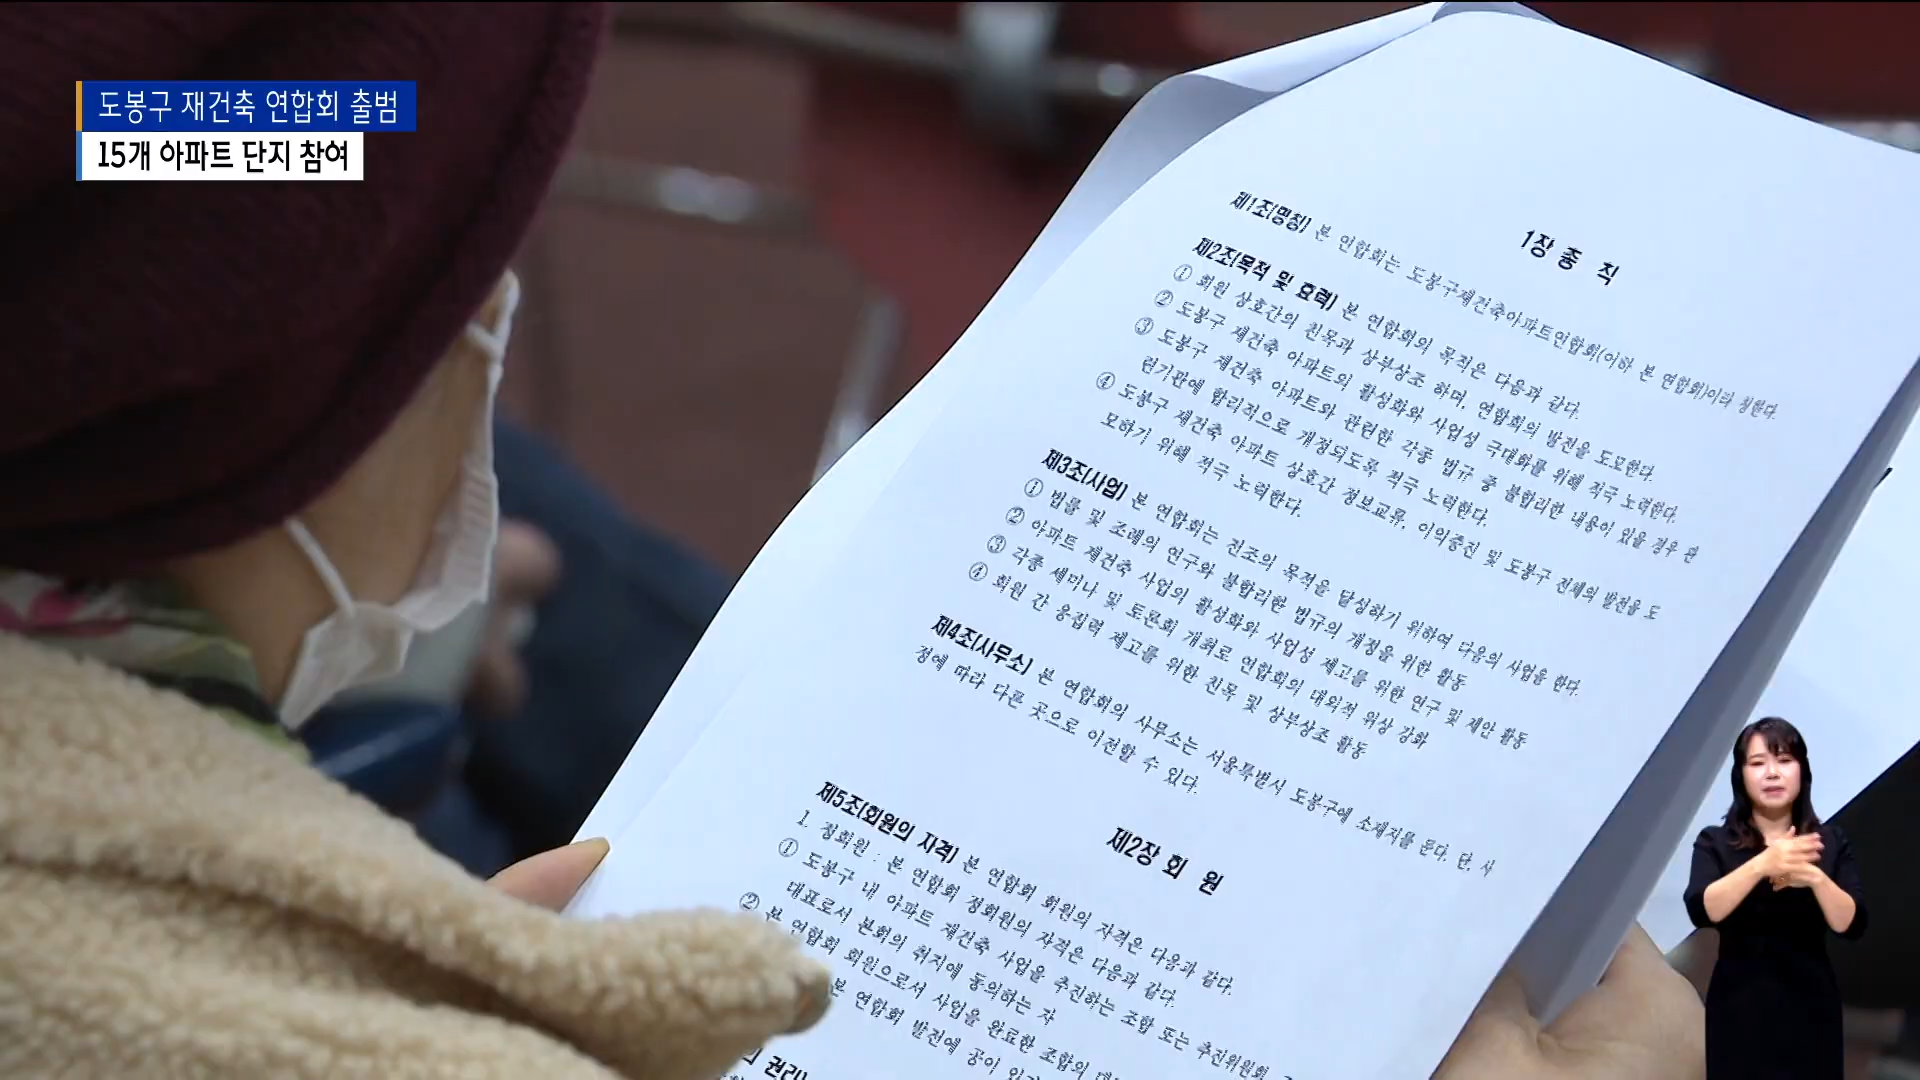 도봉구 재건축 연합회 출범
15개 아파트 단지 참여
1장 총 칙
제1조(명칭) 본 연합회는 도봉구재건축아파트연합회(이하 본 연합회)이라 칭한다.
제2조(목적 및 효력) 본 연합회의 목적은 다음과 같다.
① 회원 상호간의 친목과 상부상조 하며, 연합회의 발전을 도모한다.
② 도봉구 재건축 아파트의 활성화와 사업성 극대화를 위해 적극 노력한다.
③ 도봉구 재건축 아파트와 관련한 각종 법규 중 불합리한 내용이 있을 경우 관
련기관에 합리적으로 개정되도록 적극 노력한다.
④ 도봉구 재건축 아파트 상호간 정보교류, 이익증진 및 도봉구 전체의 발전을 도
모하기 위해 적극 노력한다.
제3조(사업) 본 연합회는 전조의 목적을 달성하기 위하여 다음의 사업을 한다.
① 법률 및 조례의 연구와 불합리한 법규의 개정을 위한 활동
② 아파트 재건축 사업의 활성화와 사업성 제고를 위한 연구 및 제안 활동
③ 각종 세미나 및 토론회 개최로 연합회의 대외적 위상 강화
④ 회원 간 응집력 제고를 위한 친목 및 상부상조 활동
제4조(사무소) 본 연합회의 사무소는 서울특별시 도봉구에 소재지를 둔다. 단, 사
정에 따라 다른 곳으로 이전할 수 있다.
제2장 회 원
제5조(회원의 자격) 본 연합회 회원의 자격은 다음과 같다.
1. 정회원 : 본 연합회 정회원의 자격은 다음과 같다.
① 도봉구 내 아파트 재건축 사업을 추진하는 조합 또는 추진위원회
대표로서 본회의 취지에 동의하는 자
② 본 연합회 회원으로서 사업을 완료한 조합의
본 연합회 발전에 공이
의 권리)